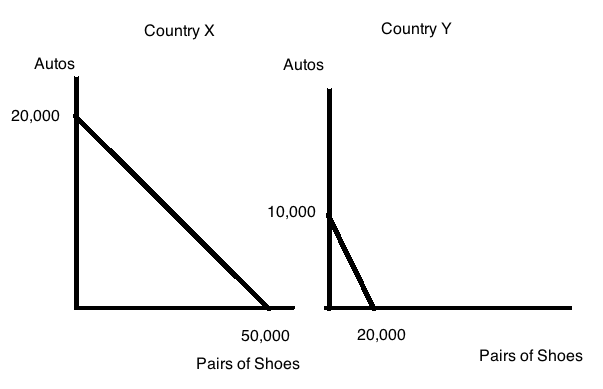 Country X
Autos
20,000
50,000
Pairs of Shoes
Country Y
Autos
10,000
20,000
Pairs of Shoes